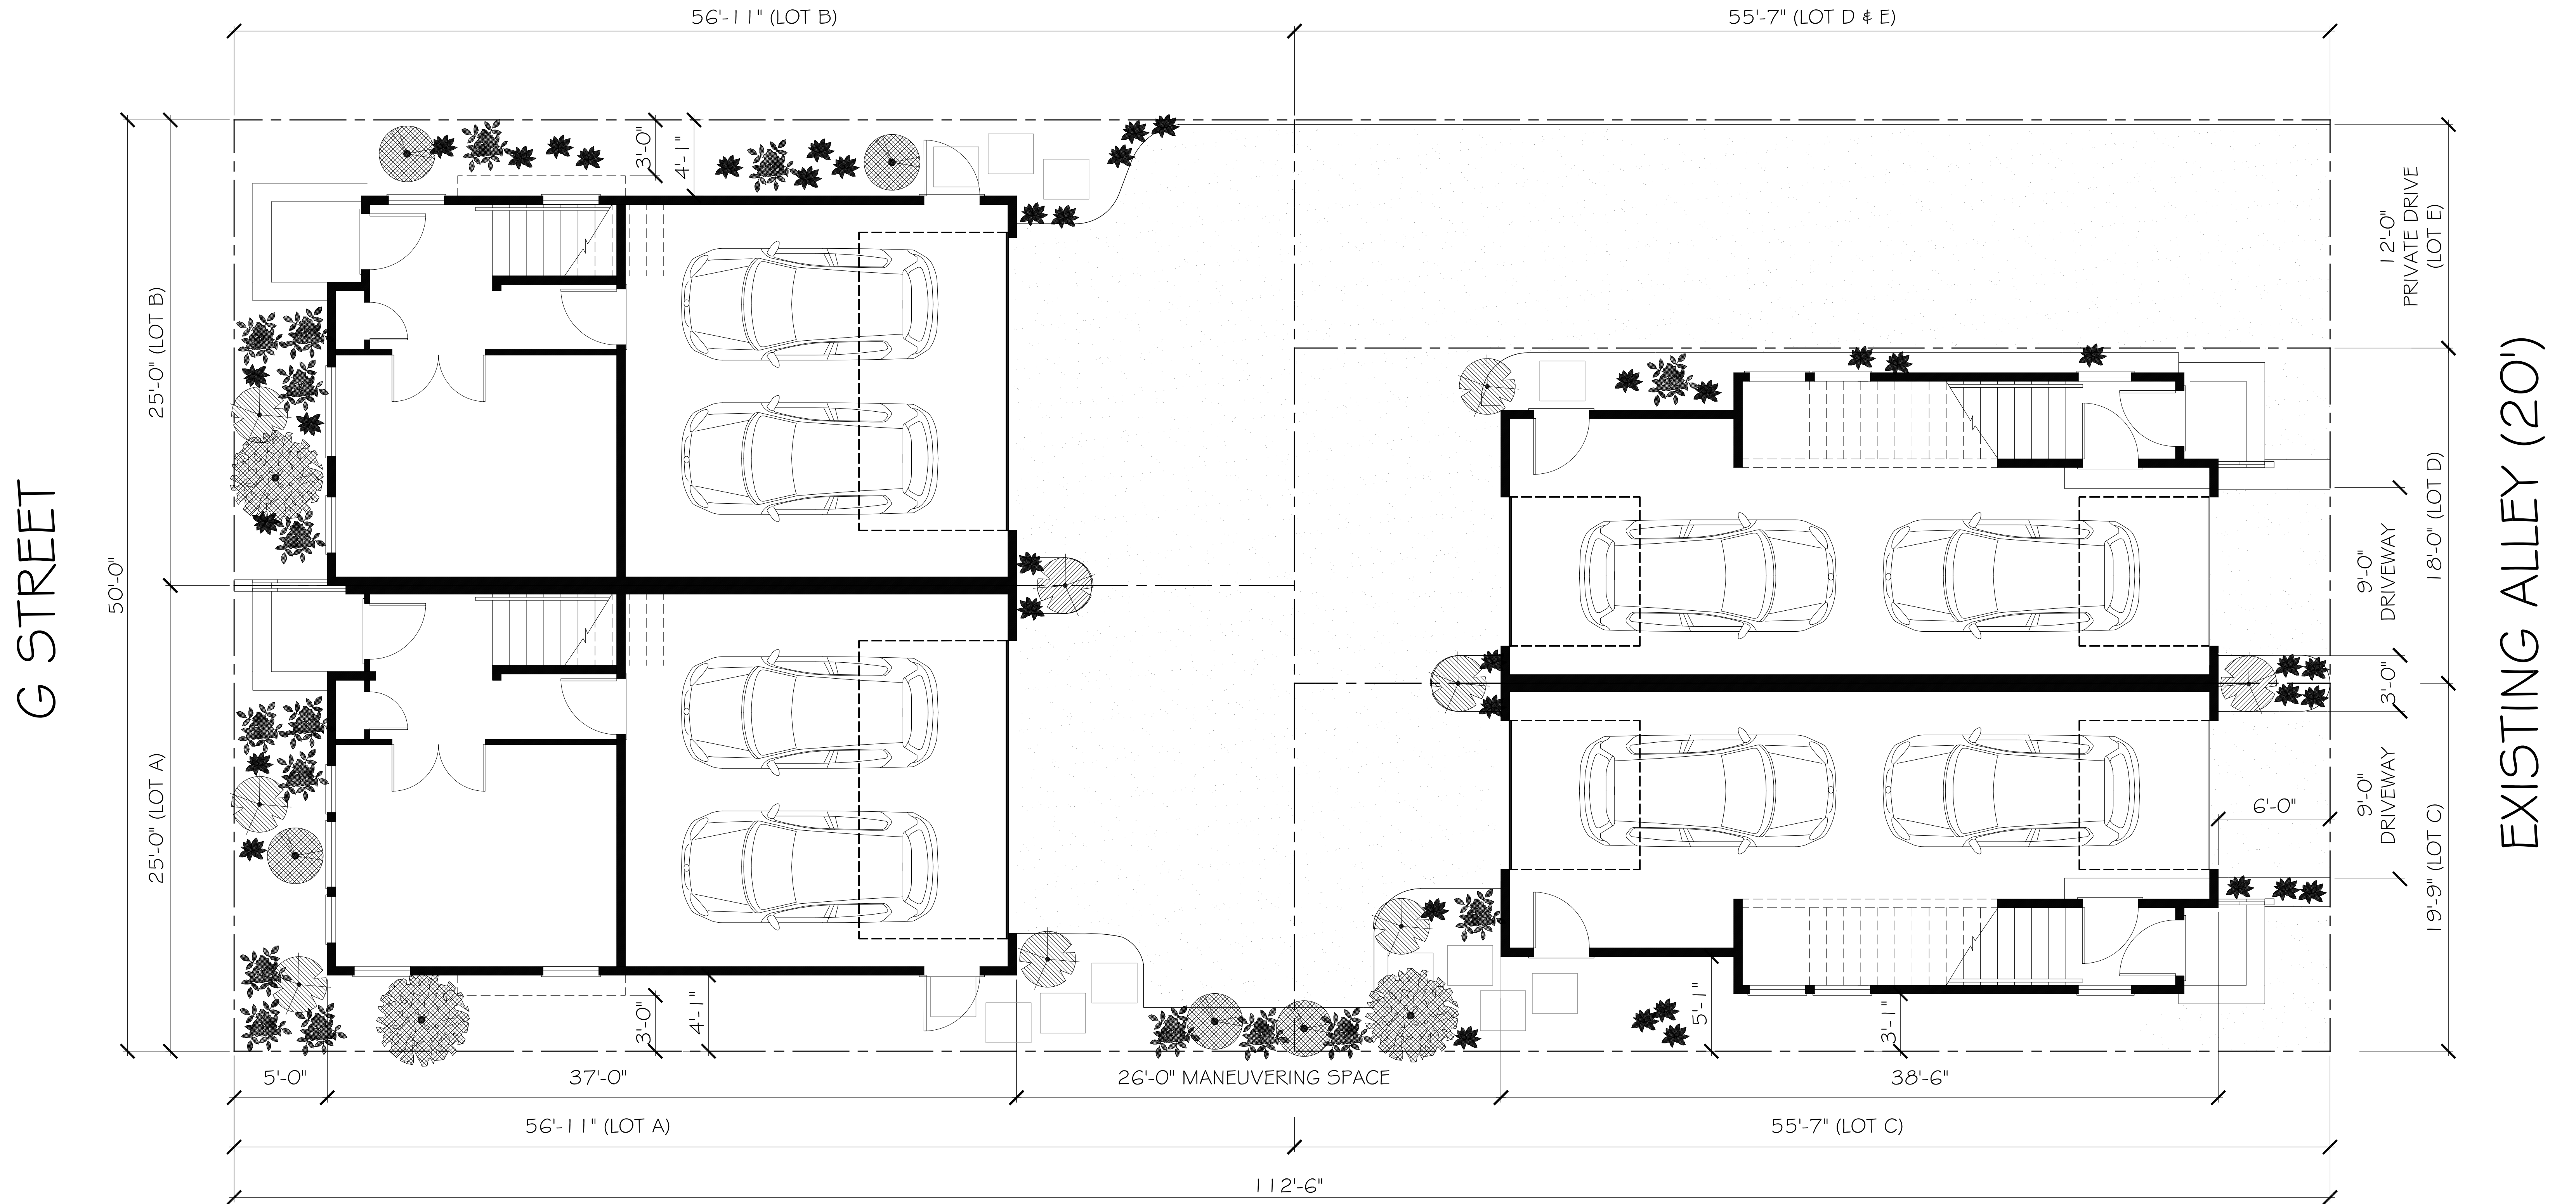 56'-11" (LOT B)
55'-7" (LOT D & E)
3'-0"
4'-1"
12'-0"
PRIVATE DRIVE
(LOT E)
25'-0" (LOT B)
G STREET
50'-0"
EXISTING ALLEY (20')
18'-0" (LOT D)
9'-0"
DRIVEWAY
3'-0"
9'-0"
DRIVEWAY
6'-0"
19'-9" (LOT C)
25'-0" (LOT A)
3'-0"
4'-1"
5'-1"
3'-1"
5'-0"
37'-0"
26'-0" MANEUVERING SPACE
38'-6"
56'-11" (LOT A)
55'-7" (LOT C)
112'-6"